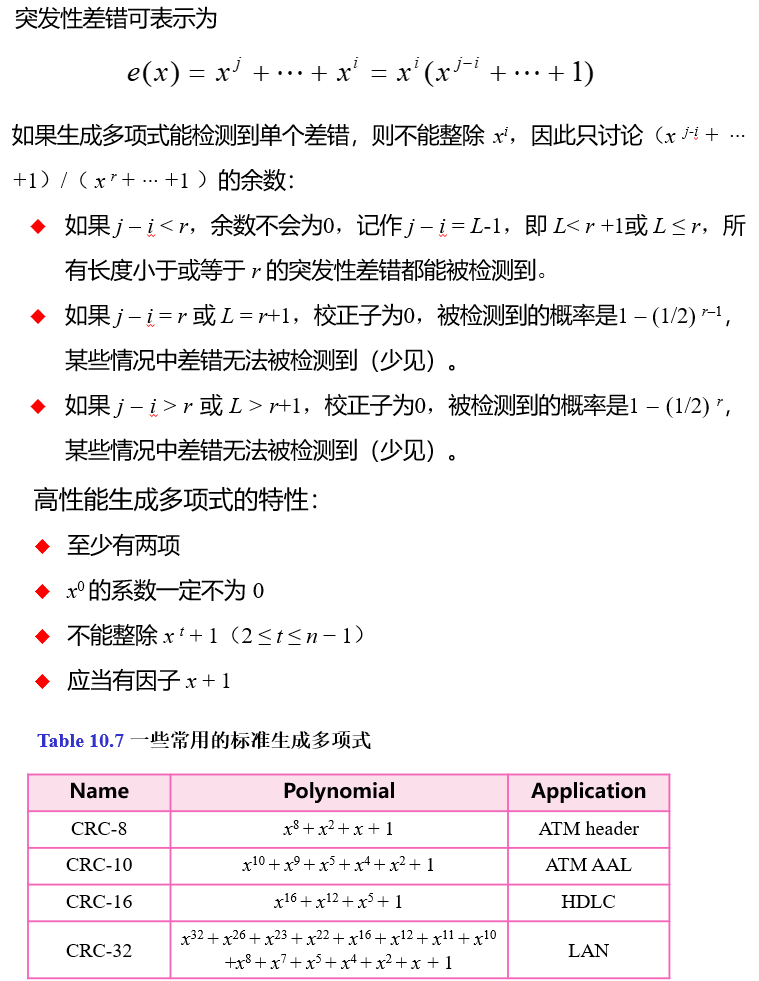 突发性差错可表示为
e(x) = x^j + ⋯ + x^i = x^i (x^{j−i} + ⋯ + 1)
如果生成多项式能检测到单个差错，则不能整除 x^i，因此只讨论（x^{j-i} + ⋯
+1）/（ x^r + ⋯ +1 ）的余数：
◆ 如果 j – i < r，余数不会为0，记作 j – i = L-1，即 L< r +1或 L ≤ r，所
有长度小于或等于 r 的突发性差错都能被检测到。
◆ 如果 j – i = r 或 L = r+1，校正子为0，被检测到的概率是1 – (1/2)^{r–1}，
某些情况中差错无法被检测到（少见）。
◆ 如果 j – i > r 或 L > r+1，校正子为0，被检测到的概率是1 – (1/2)^r，
某些情况中差错无法被检测到（少见）。
高性能生成多项式的特性：
◆ 至少有两项
◆ x^0 的系数一定不为 0
◆ 不能整除 x^t + 1（2 ≤ t ≤ n − 1）
◆ 应当有因子 x + 1
Table 10.7 一些常用的标准生成多项式
Name Polynomial Application
CRC-8 x^8 + x^2 + x + 1 ATM header
CRC-10 x^10 + x^9 + x^5 + x^4 + x^2 + 1 ATM AAL
CRC-16 x^16 + x^12 + x^5 + 1 HDLC
CRC-32 x^32 + x^26 + x^23 + x^22 + x^16 + x^12 + x^11 + x^10 LAN
+x^8 + x^7 + x^5 + x^4 + x^2 + x + 1